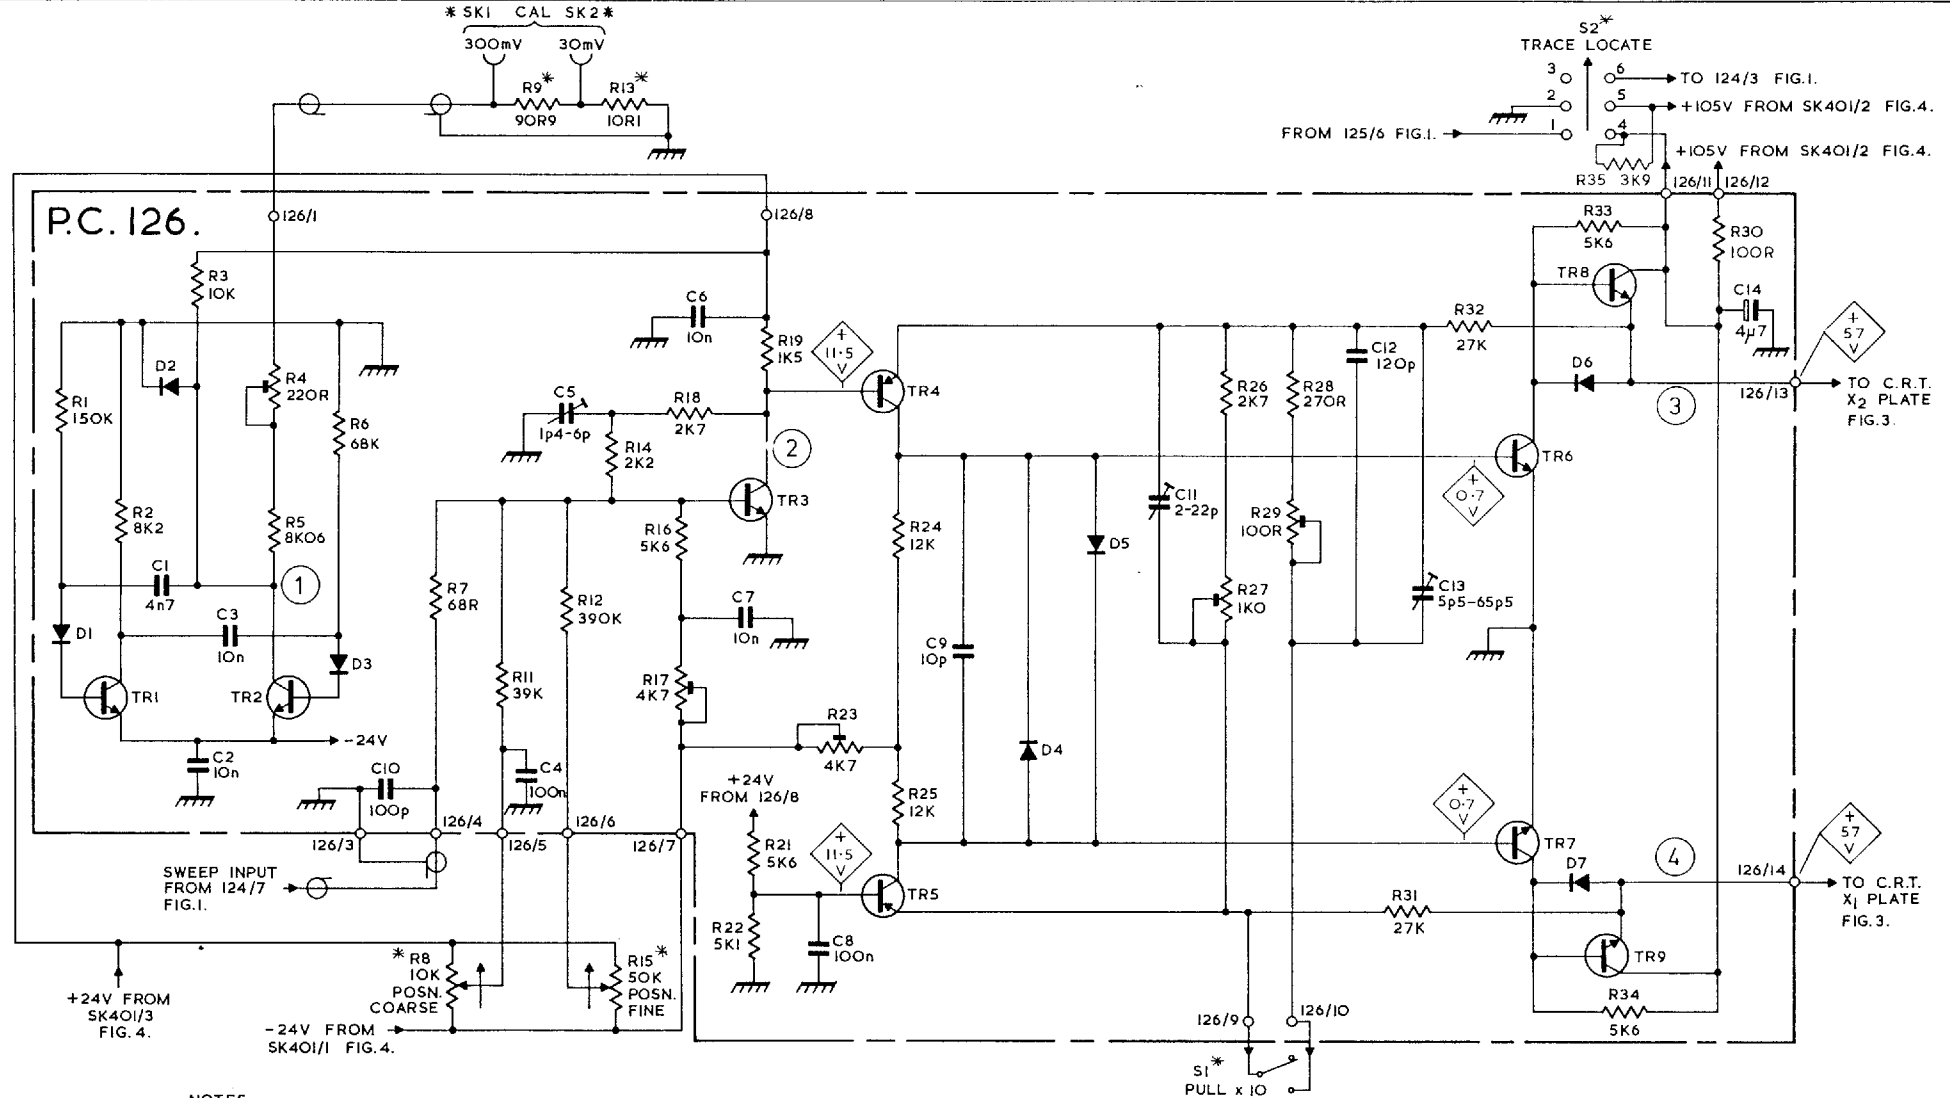 *SK1 CAL SK2*
300mV 30mV
R9* R13*
90R9 10R1
S2*
TRACE LOCATE
3 6 TO 124/3 FIG.1.
2 5 +105V FROM SK401/2 FIG.4.
FROM 125/6 FIG.1. 1 4
+105V FROM SK401/2 FIG.4.
R35 3K9
126/11 126/12
P.C. 126.
126/1
126/8
R3
10K
D2
R4
220R
R1
150K
R6
68K
R2
8K2
R5
8K06
C1
4n7
1
C3
10n
D1
D3
TR1
TR2
-24V
C2
10n
C6
10n
R19
1K5
C5
1p4-6p
R18
2K7
R14
2K2
2
TR3
R16
5K6
R7
68R
R12
390K
C7
10n
R11
39K
R17
4K7
C10
100p
C4
100n
126/3
126/4
126/5
126/6
126/7
SWEEP INPUT
FROM 124/7
FIG.1.
+24V FROM
SK401/3
FIG. 4.
* R8
10K
POSN.
COARSE
R15*
50K
POSN.
FINE
-24V FROM
SK401/1 FIG.4.
+
11.5
V
TR4
R23
4K7
R24
12K
R25
12K
+24V
FROM 126/8
R21
5K6
R22
5K1
+
11.5
V
TR5
C8
100n
C9
10p
D4
D5
C11
2-22p
R26
2K7
R27
1K0
R28
270R
R29
100R
C12
120p
C13
5p5-65p5
R32
27K
R31
27K
R33
5K6
TR8
D6
R30
100R
C14
4µ7
+
57
V
126/13
TO C.R.T.
X2 PLATE
FIG.3.
3
TR6
+
0.7
V
+
0.7
V
TR7
D7
4
126/14
+
57
V
TO C.R.T.
X1 PLATE
FIG.3.
TR9
R34
5K6
126/9
126/10
S1*
PULL x 10
NOTES